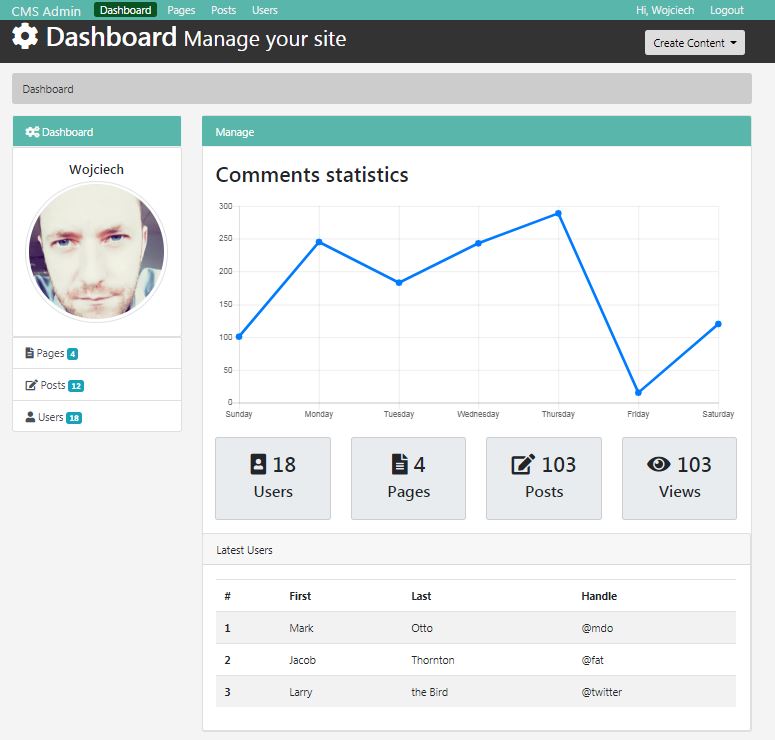 CMS Admin Dashboard Pages Posts Users Hi, Wojciech Logout
Dashboard Manage your site
Create Content
Dashboard
Dashboard
Wojciech
Pages 4
Posts 12
Users 18
Manage
Comments statistics
300
250
200
150
100
50
0
Sunday Monday Tuesday Wednesday Thursday Friday Saturday
18 4 103 103
Users Pages Posts Views
Latest Users
# First Last Handle
1 Mark Otto @mdo
2 Jacob Thornton @fat
3 Larry the Bird @twitter